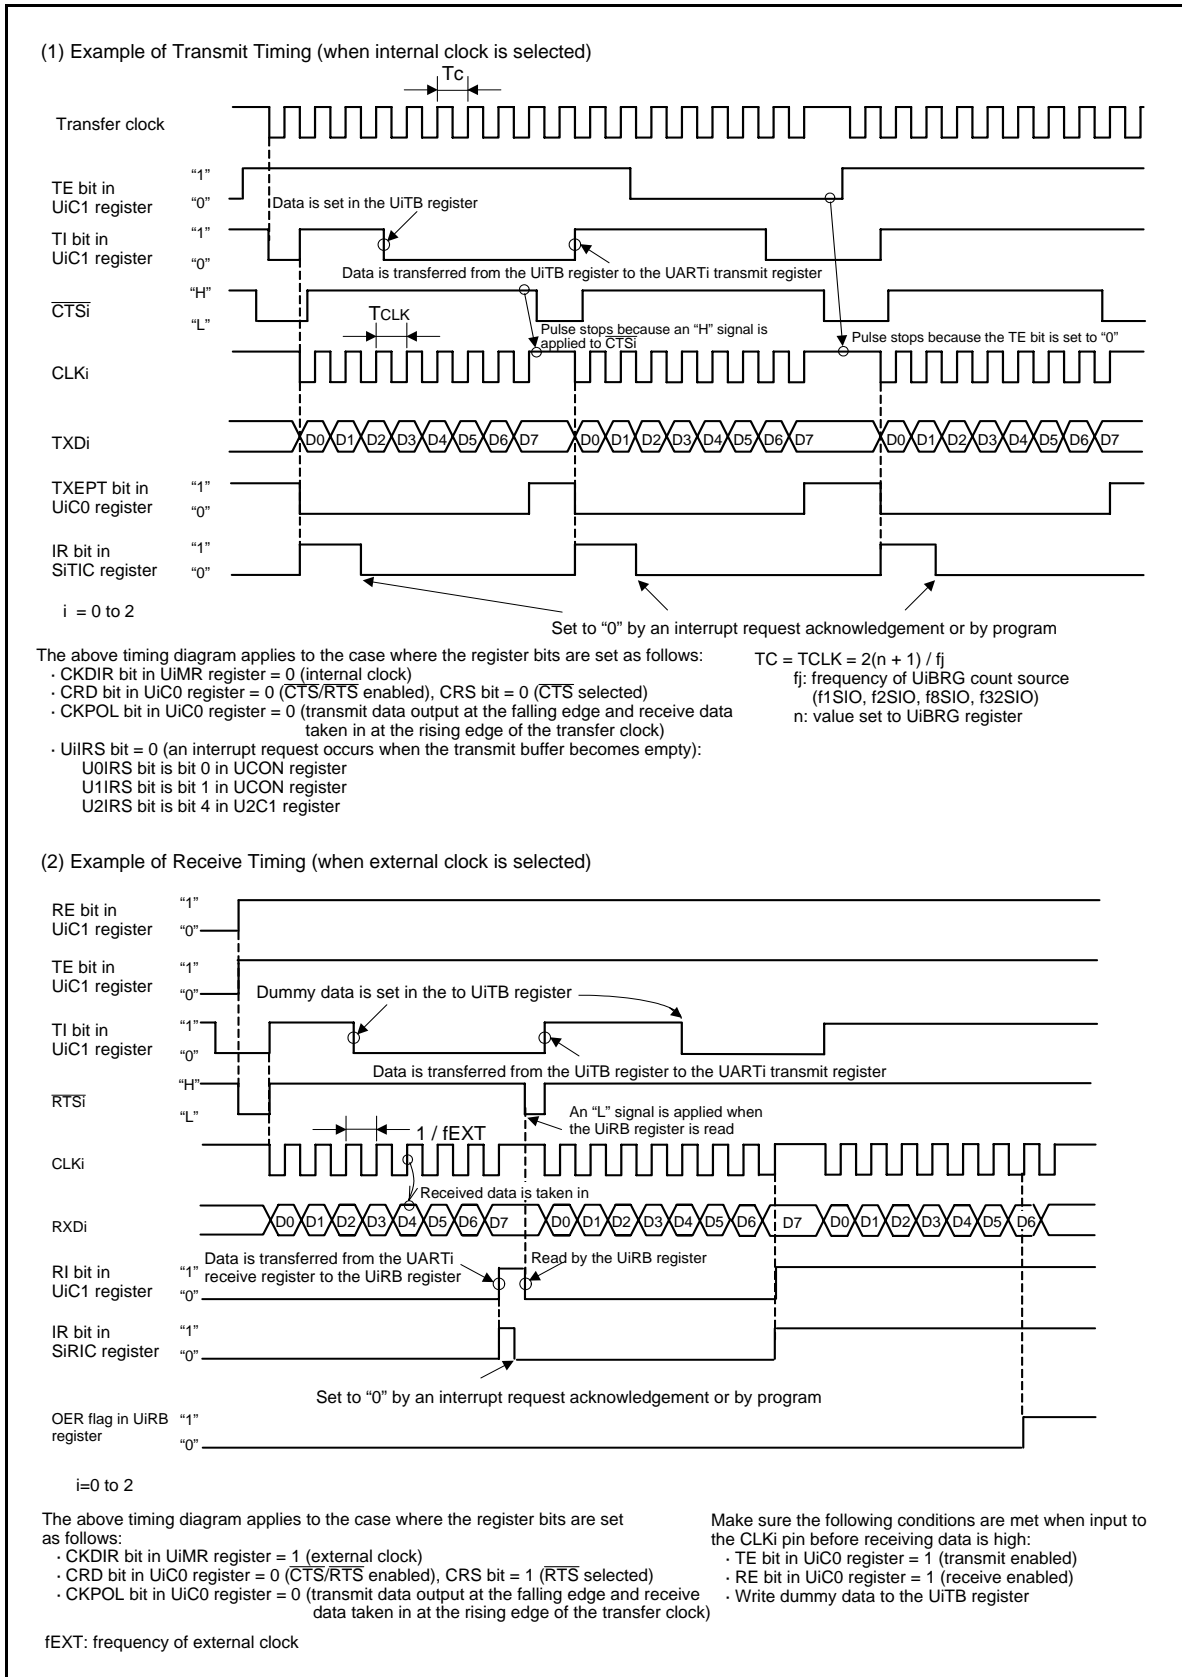 (1) Example of Transmit Timing (when internal clock is selected)
Tc
Transfer clock
TE bit in
UiC1 register
“1”
“0”
Data is set in the UiTB register
TI bit in
UiC1 register
“1”
“0”
Data is transferred from the UiTB register to the UARTi transmit register
CTSi
“H”
“L”
TCLK
Pulse stops because an “H” signal is
applied to CTSi
Pulse stops because the TE bit is set to “0”
CLKi
TXDi
D0 D1 D2 D3 D4 D5 D6 D7 D0 D1 D2 D3 D4 D5 D6 D7 D0 D1 D2 D3 D4 D5 D6 D7
TXEPT bit in
UiC0 register
“1”
“0”
IR bit in
SiTIC register
“1”
“0”
i = 0 to 2
Set to “0” by an interrupt request acknowledgement or by program
The above timing diagram applies to the case where the register bits are set as follows:
· CKDIR bit in UiMR register = 0 (internal clock)
· CRD bit in UiC0 register = 0 (CTS/RTS enabled), CRS bit = 0 (CTS selected)
· CKPOL bit in UiC0 register = 0 (transmit data output at the falling edge and receive data
taken in at the rising edge of the transfer clock)
· UiIRS bit = 0 (an interrupt request occurs when the transmit buffer becomes empty):
U0IRS bit is bit 0 in UCON register
U1IRS bit is bit 1 in UCON register
U2IRS bit is bit 4 in U2C1 register
TC = TCLK = 2(n + 1) / fj
fj: frequency of UiBRG count source
(f1SIO, f2SIO, f8SIO, f32SIO)
n: value set to UiBRG register
(2) Example of Receive Timing (when external clock is selected)
RE bit in
UiC1 register
“1”
“0”
TE bit in
UiC1 register
“1”
“0”
Dummy data is set in the to UiTB register
TI bit in
UiC1 register
“1”
“0”
Data is transferred from the UiTB register to the UARTi transmit register
RTSi
“H”
“L”
An “L” signal is applied when
the UiRB register is read
1 / fEXT
CLKi
Received data is taken in
RXDi
D0 D1 D2 D3 D4 D5 D6 D7 D0 D1 D2 D3 D4 D5 D6 D7 D0 D1 D2 D3 D4 D5 D6
Data is transferred from the UARTi
receive register to the UiRB register
Read by the UiRB register
RI bit in
UiC1 register
“1”
“0”
IR bit in
SiRIC register
“1”
“0”
Set to “0” by an interrupt request acknowledgement or by program
OER flag in UiRB
register
“1”
“0”
i=0 to 2
The above timing diagram applies to the case where the register bits are set
as follows:
· CKDIR bit in UiMR register = 1 (external clock)
· CRD bit in UiC0 register = 0 (CTS/RTS enabled), CRS bit = 1 (RTS selected)
· CKPOL bit in UiC0 register = 0 (transmit data output at the falling edge and receive
data taken in at the rising edge of the transfer clock)
fEXT: frequency of external clock
Make sure the following conditions are met when input to
the CLKi pin before receiving data is high:
· TE bit in UiC0 register = 1 (transmit enabled)
· RE bit in UiC0 register = 1 (receive enabled)
· Write dummy data to the UiTB register